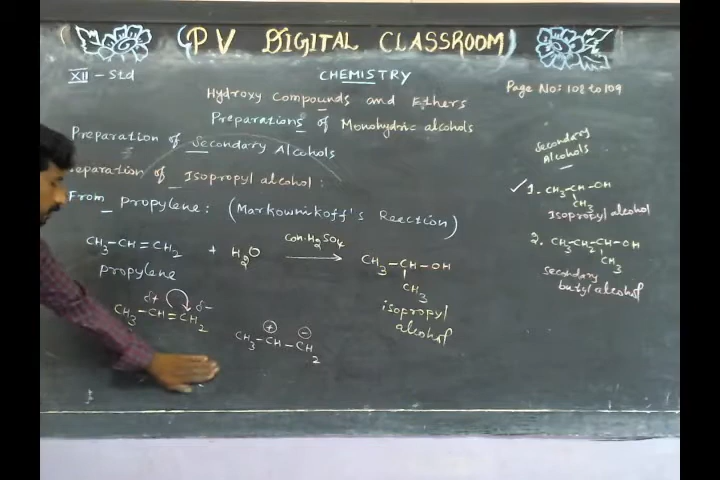 (PV DIGITAL CLASSROOM)
XII - Std
CHEMISTRY
Page No: 108 to 109
Hydroxy Compounds and Ethers
Preparations of Monohydric alcohols
Preparation of Secondary Alcohols
eparation of Isopropyl alcohol:
From propylene: (Markownikoff's Reaction)
CH3-CH=CH2 + H2O Con.H2SO4 → CH3-CH-OH
CH3
propylene
isopropyl
alcohol
δ+ δ-
CH3-CH=CH2
⊕ ⊖
CH3-CH-CH2
Secondary
Alcohols
✓ 1. CH3-CH-OH
CH3
Isopropyl alcohol
2. CH3-CH2-CH-OH
CH3
Secondary
butyl alcohol